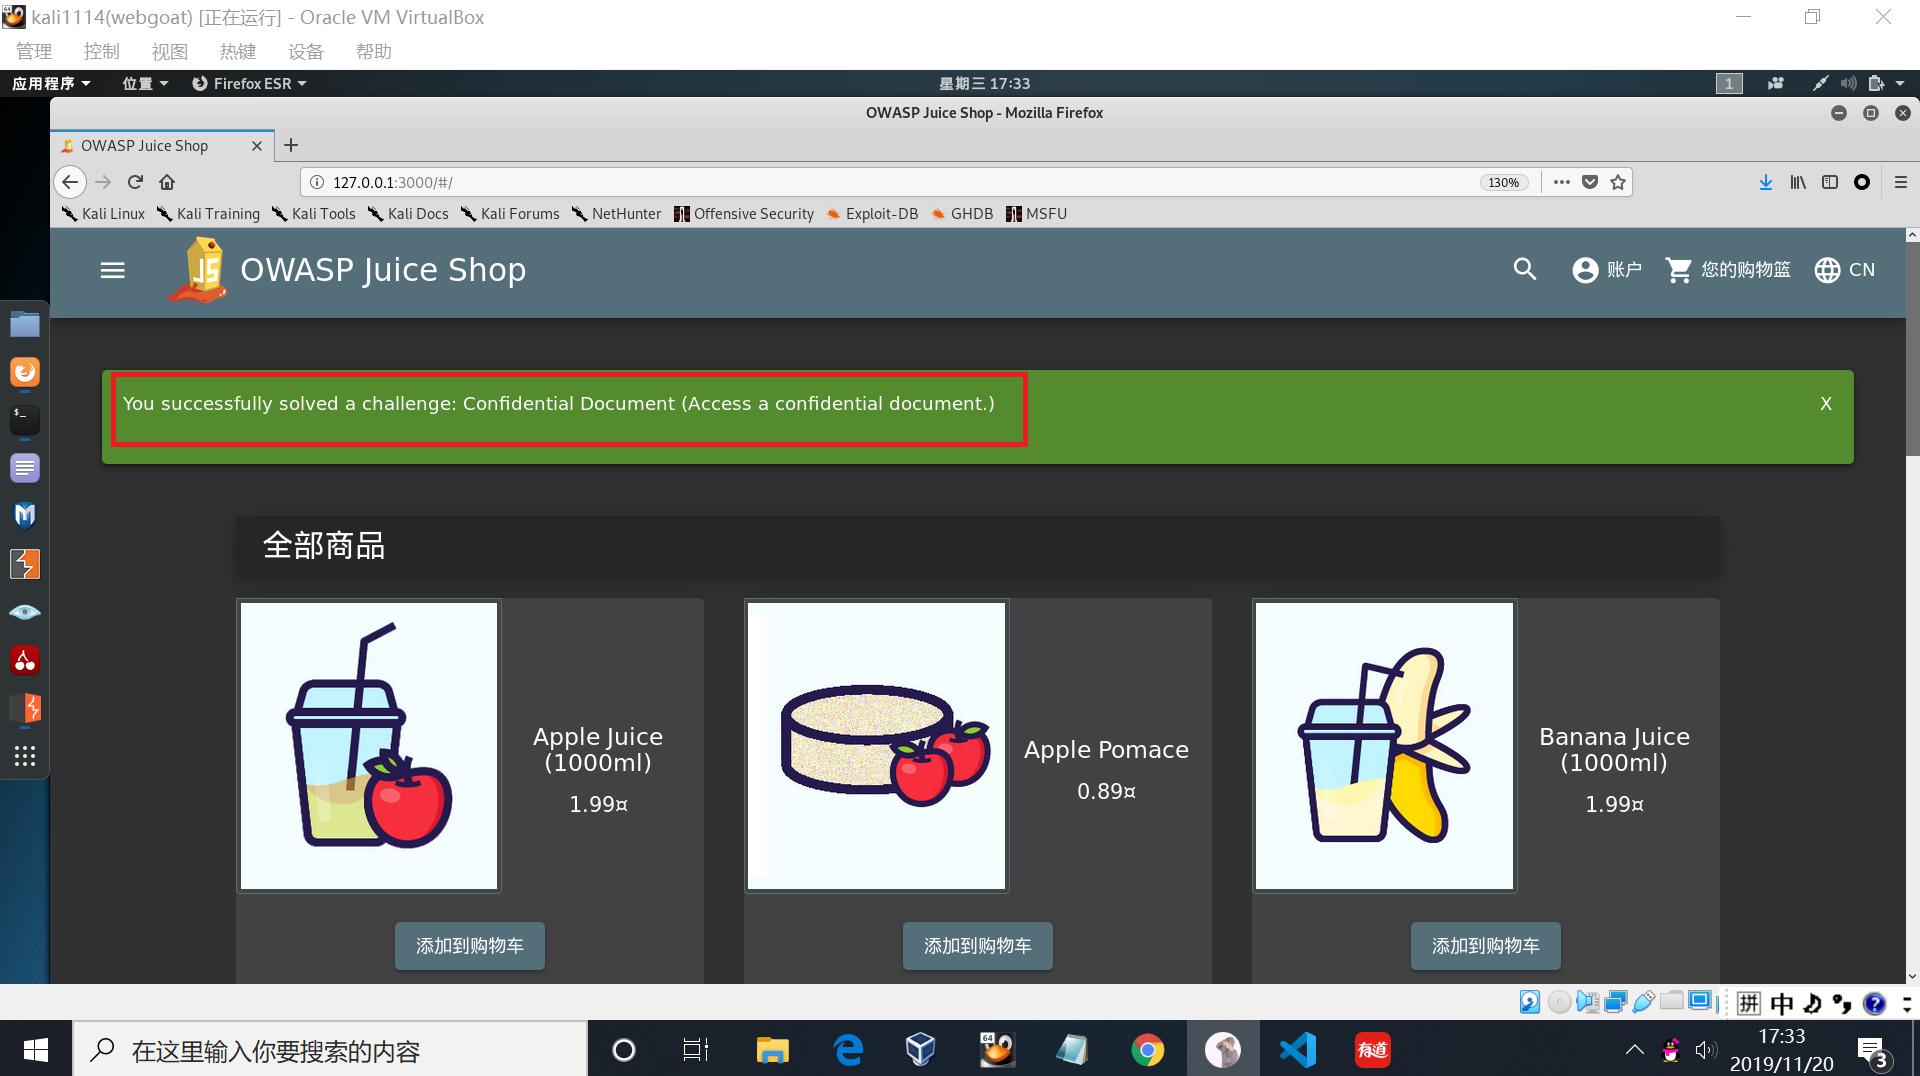 kali1114(webgoat) [正在运行] - Oracle VM VirtualBox
管理 控制 视图 热键 设备 帮助
应用程序 位置 Firefox ESR 星期三 17:33 1
OWASP Juice Shop - Mozilla Firefox
OWASP Juice Shop
127.0.0.1:3000/#/ 130%
Kali Linux Kali Training Kali Tools Kali Docs Kali Forums NetHunter Offensive Security Exploit-DB GHDB MSFU
JS OWASP Juice Shop 账户 您的购物篮 CN
You successfully solved a challenge: Confidential Document (Access a confidential document.) X
全部商品
Apple Juice
(1000ml)
1.99¤
Apple Pomace
0.89¤
Banana Juice
(1000ml)
1.99¤
添加到购物车 添加到购物车 添加到购物车
拼 中
在这里输入你要搜索的内容
64
有道
17:33
2019/11/20
3